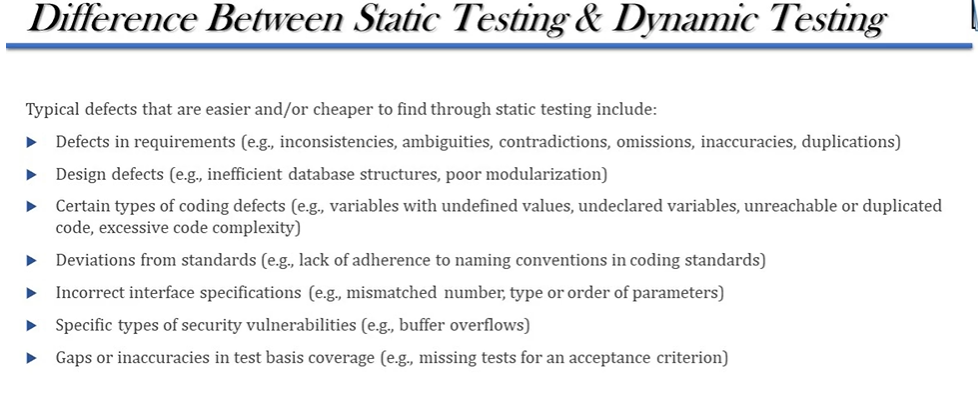 Difference Between Static Testing & Dynamic Testing
Typical defects that are easier and/or cheaper to find through static testing include:
Defects in requirements (e.g., inconsistencies, ambiguities, contradictions, omissions, inaccuracies, duplications)
Design defects (e.g., inefficient database structures, poor modularization)
Certain types of coding defects (e.g., variables with undefined values, undeclared variables, unreachable or duplicated
code, excessive code complexity)
Deviations from standards (e.g., lack of adherence to naming conventions in coding standards)
Incorrect interface specifications (e.g., mismatched number, type or order of parameters)
Specific types of security vulnerabilities (e.g., buffer overflows)
Gaps or inaccuracies in test basis coverage (e.g., missing tests for an acceptance criterion)